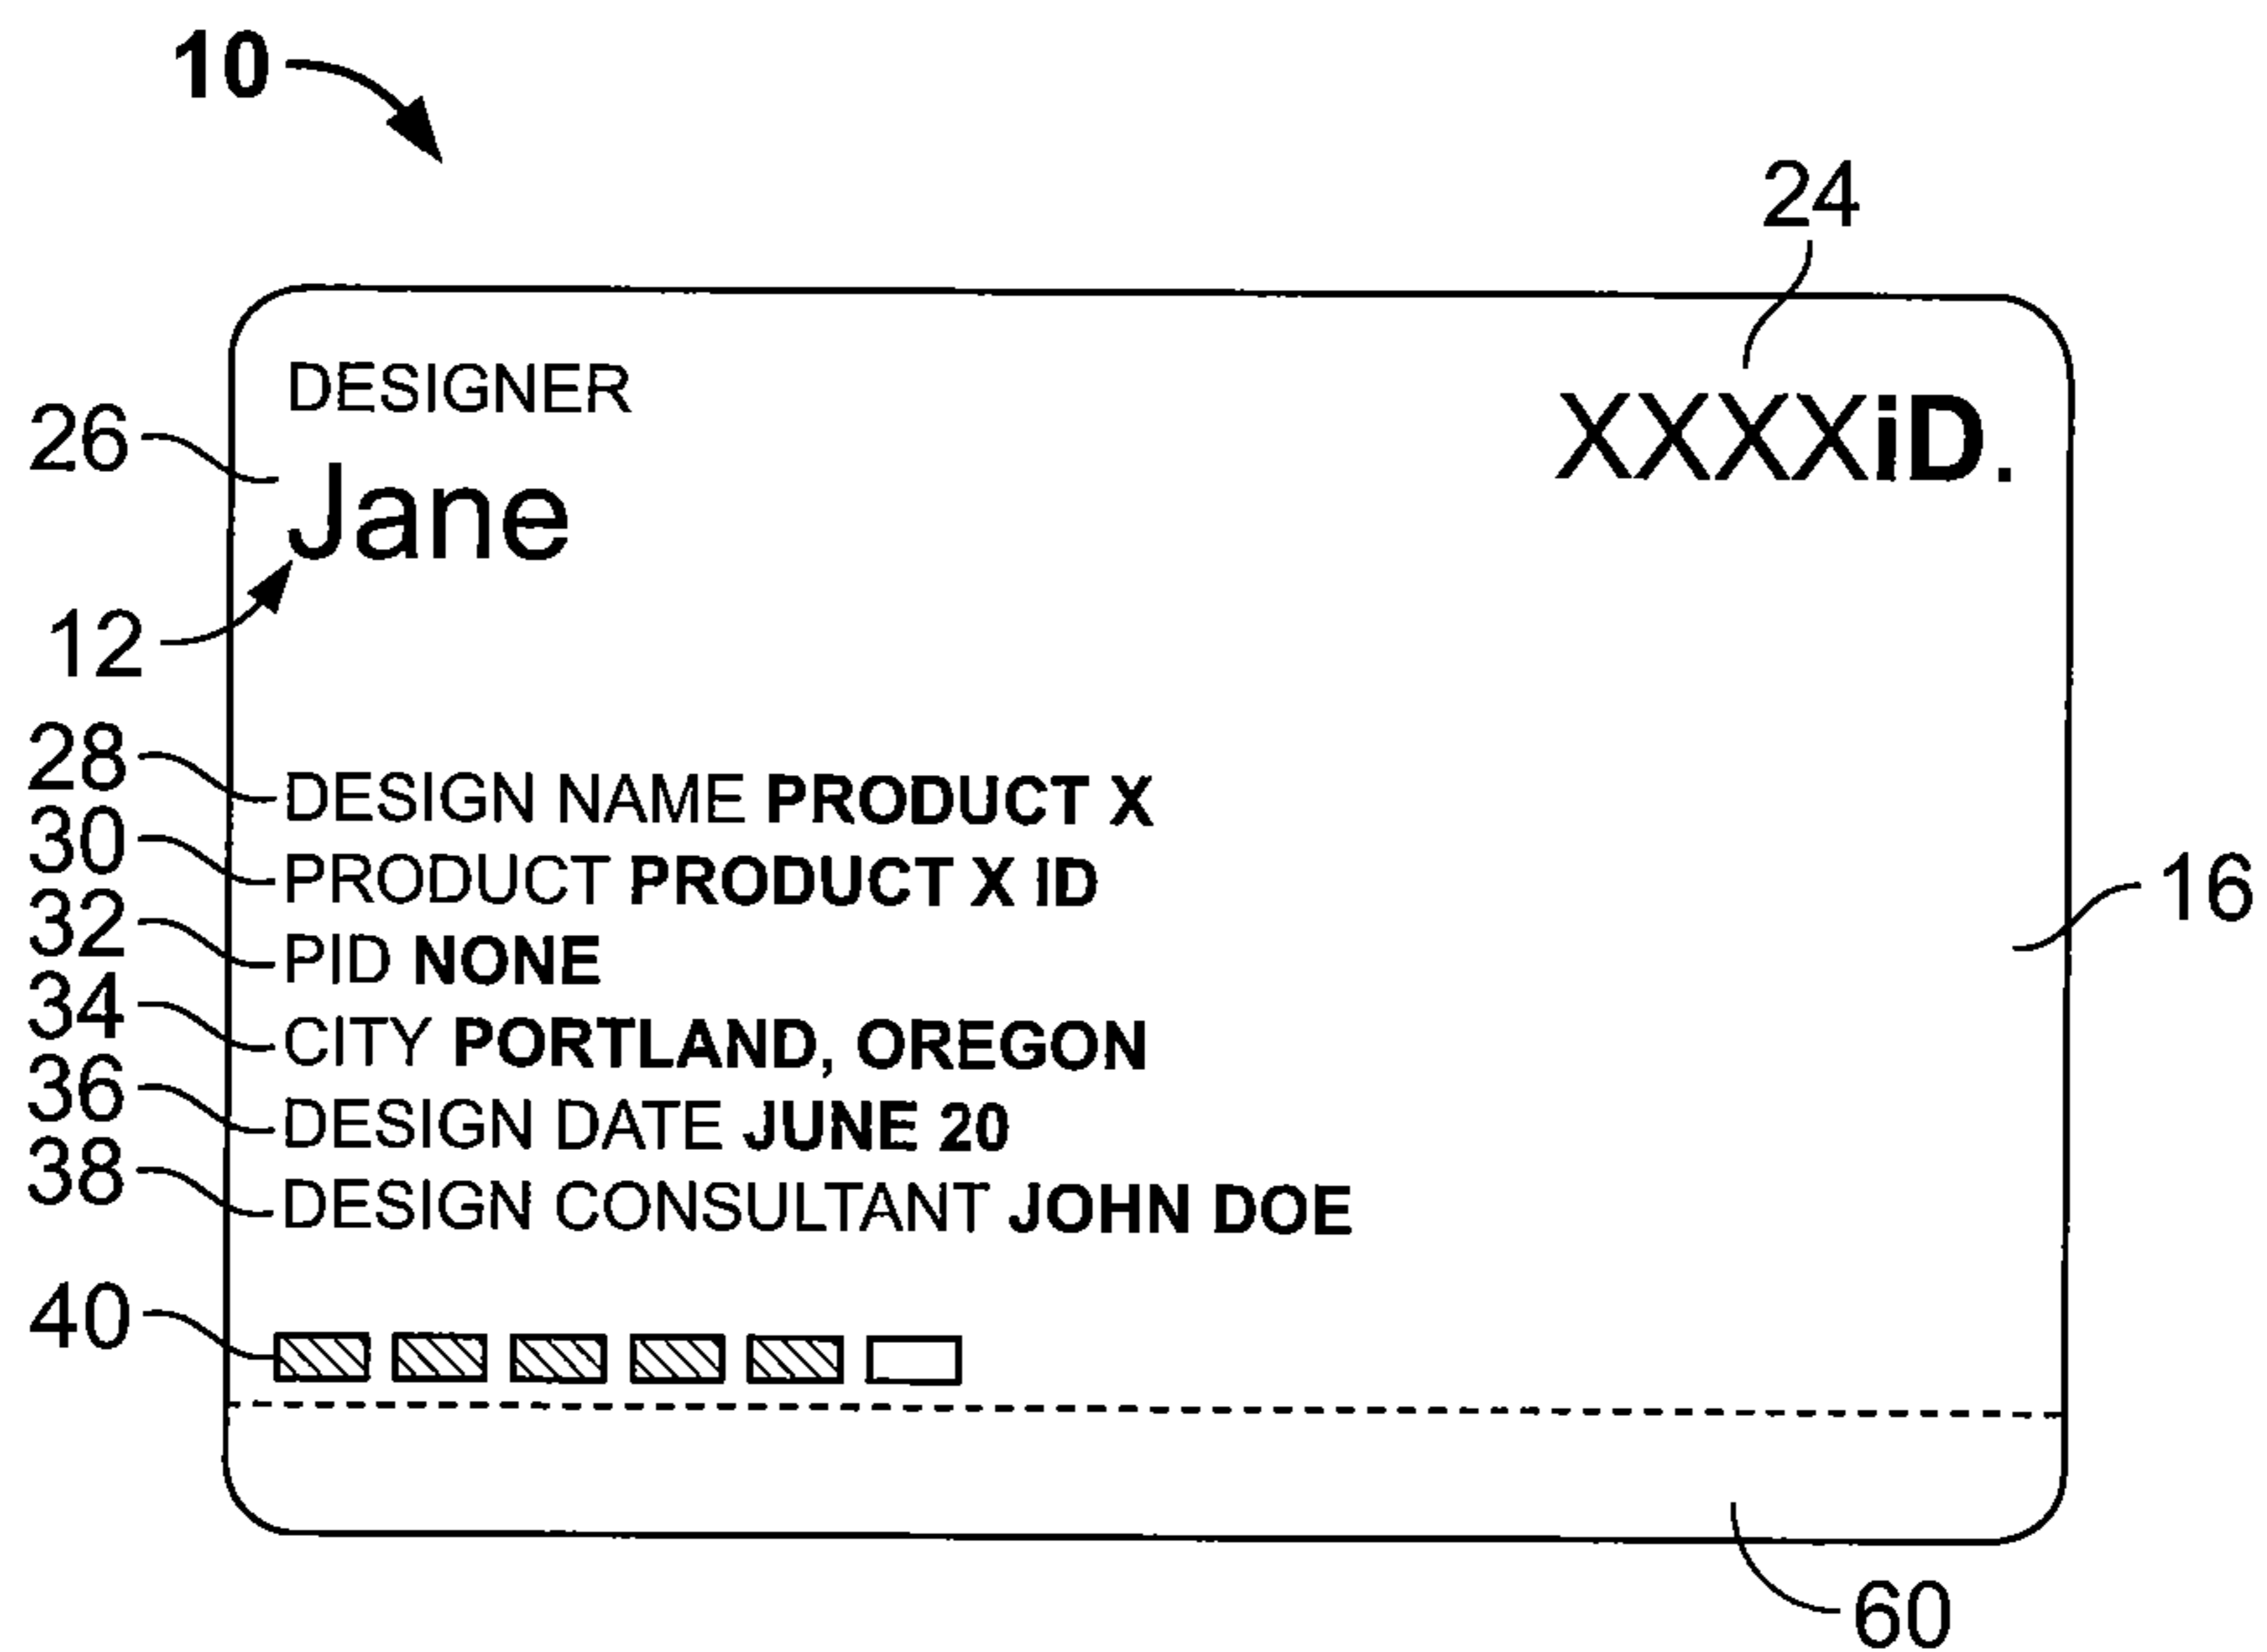 10
24
DESIGNER
XXXXiD.
26
Jane
12
28
DESIGN NAME PRODUCT X
30
PRODUCT PRODUCT X ID
16
32
PID NONE
34
CITY PORTLAND, OREGON
36
DESIGN DATE JUNE 20
38
DESIGN CONSULTANT JOHN DOE
40
60